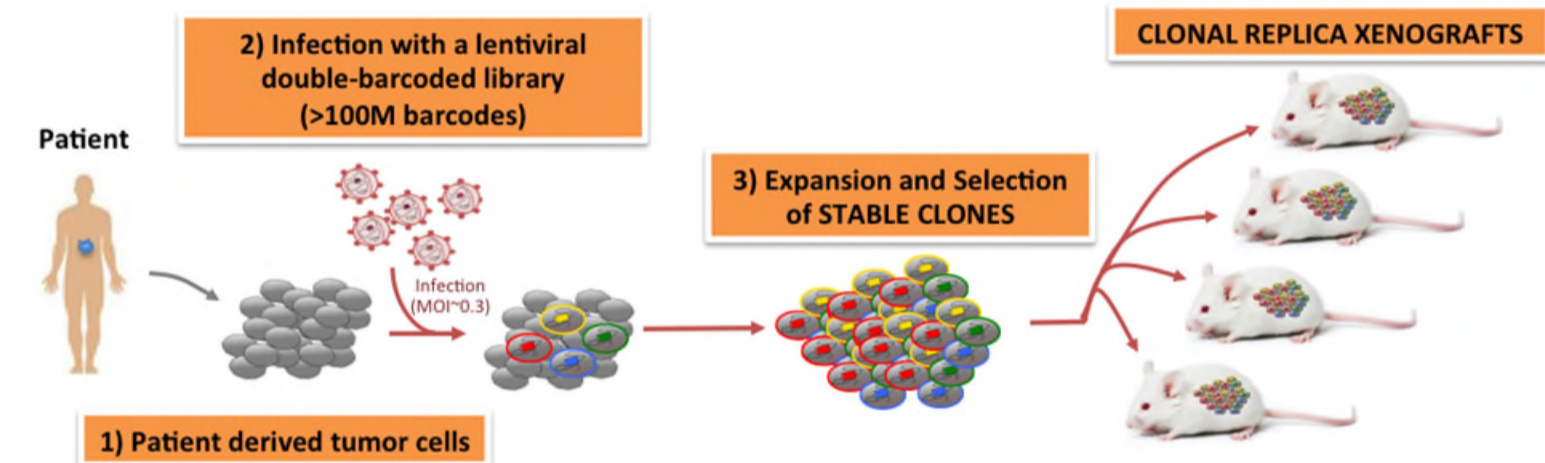 Patient
2) Infection with a lentiviral
double-barcoded library
(>100M barcodes)
Infection
(MOI~0.3)
1) Patient derived tumor cells
3) Expansion and Selection
of STABLE CLONES
CLONAL REPLICA XENOGRAFTS